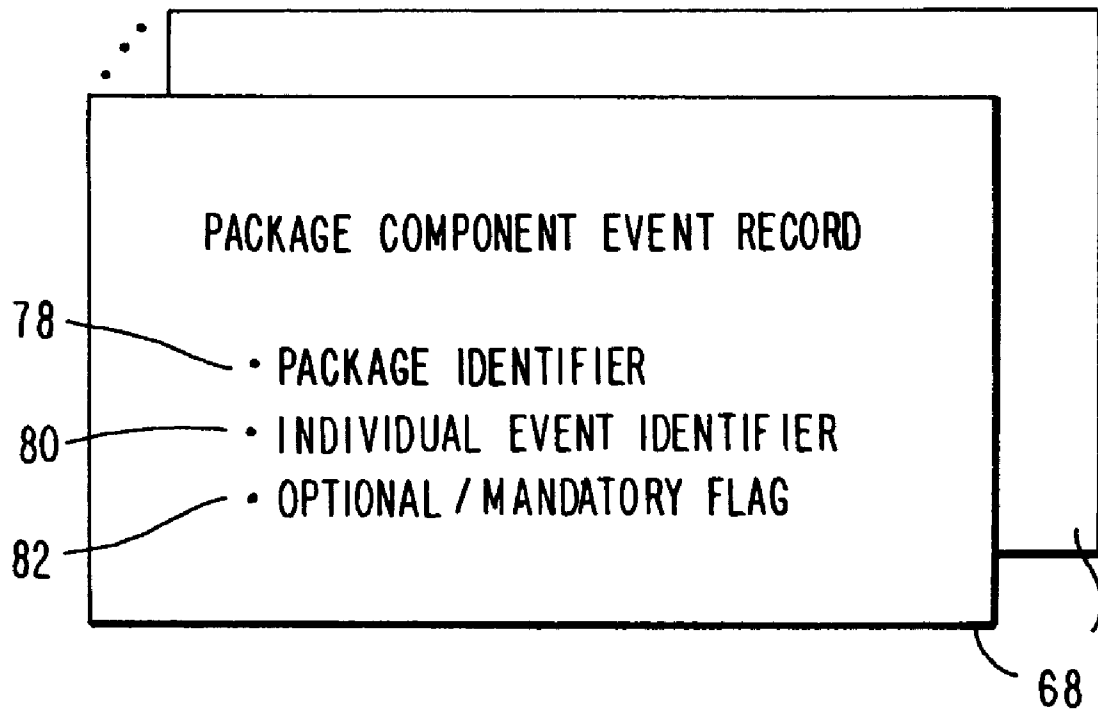 PACKAGE COMPONENT EVENT RECORD
78
• PACKAGE IDENTIFIER
80
• INDIVIDUAL EVENT IDENTIFIER
• OPTIONAL / MANDATORY FLAG
82
68